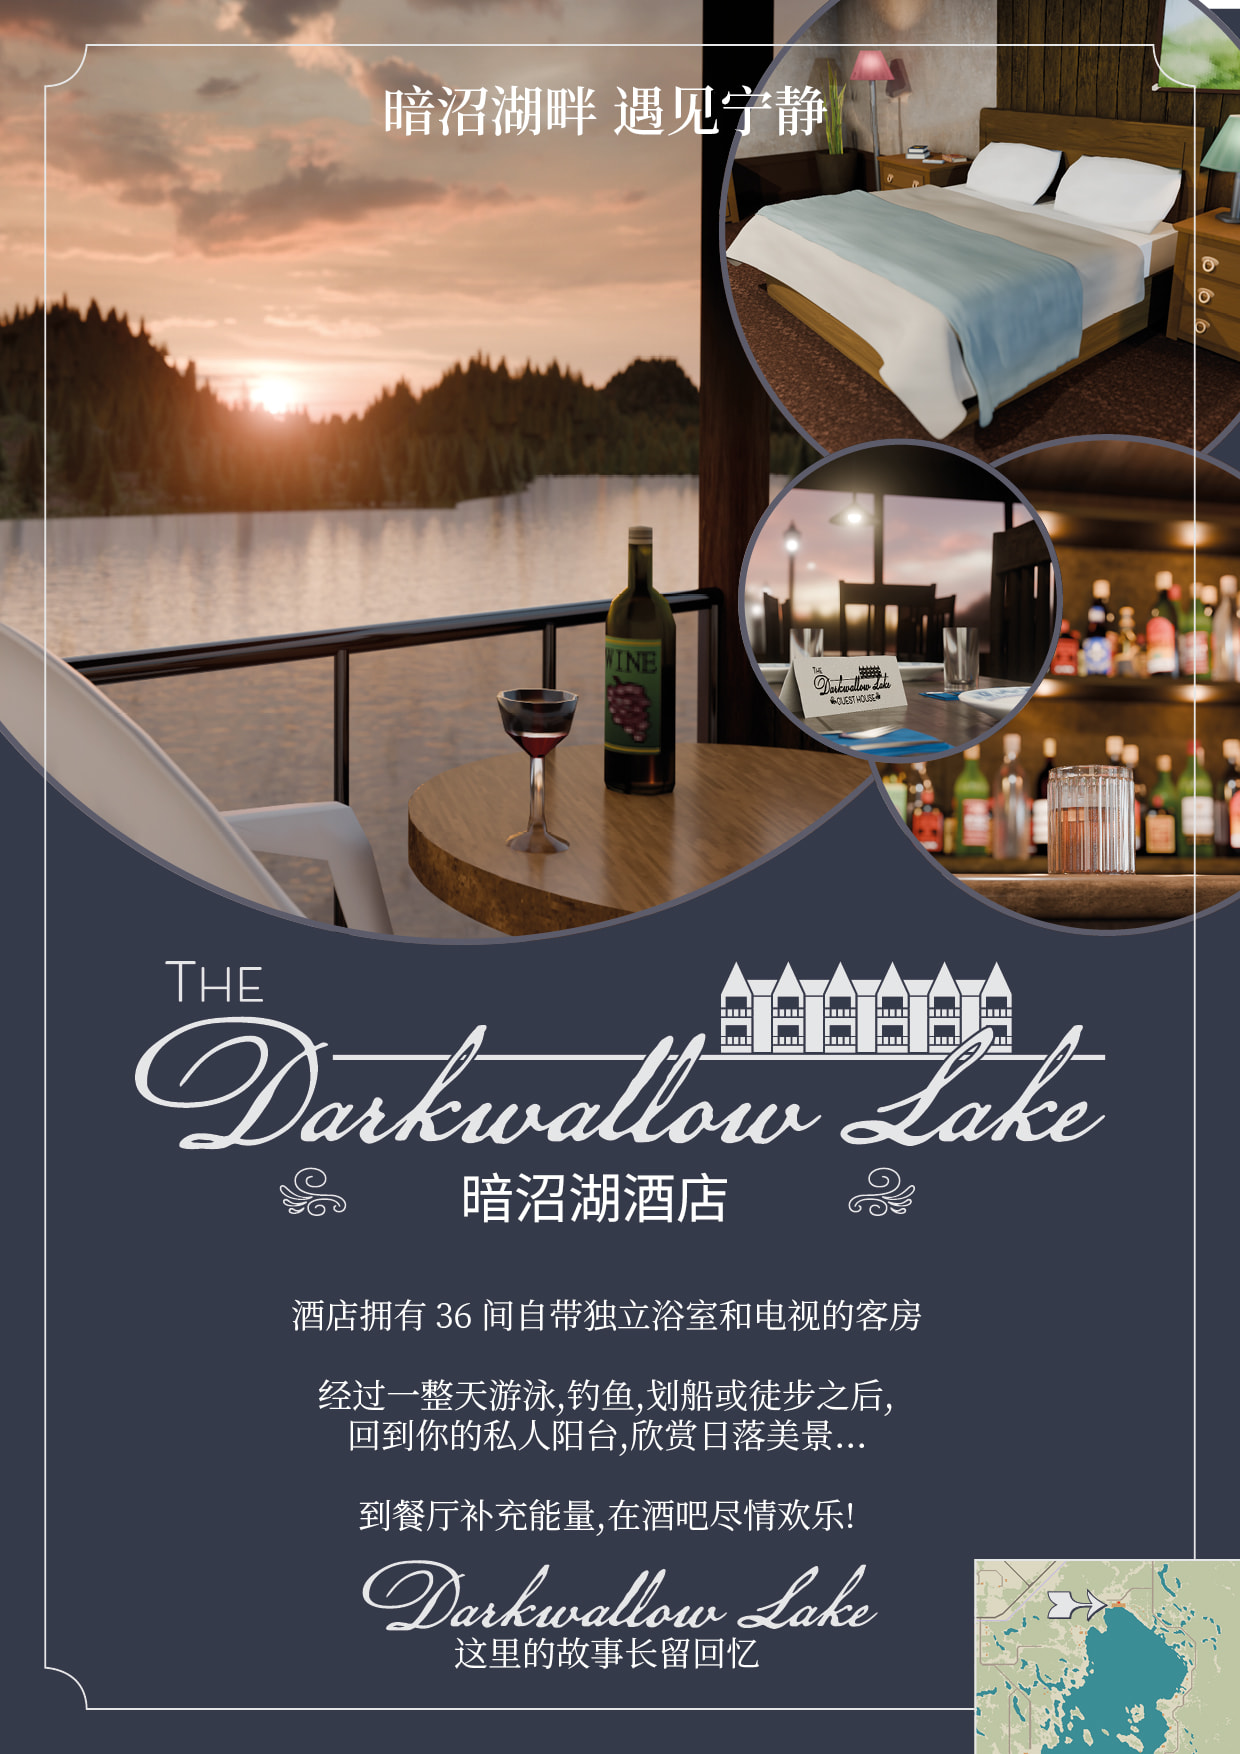 暗沼湖畔 遇见宁静
WINE
THE
Darkwallow Lake
GUEST HOUSE
THE
Darkwallow Lake
暗沼湖酒店
酒店拥有 36 间自带独立浴室和电视的客房
经过一整天游泳,钓鱼,划船或徒步之后,
回到你的私人阳台,欣赏日落美景...
到餐厅补充能量,在酒吧尽情欢乐!
Darkwallow Lake
这里的故事长留回忆